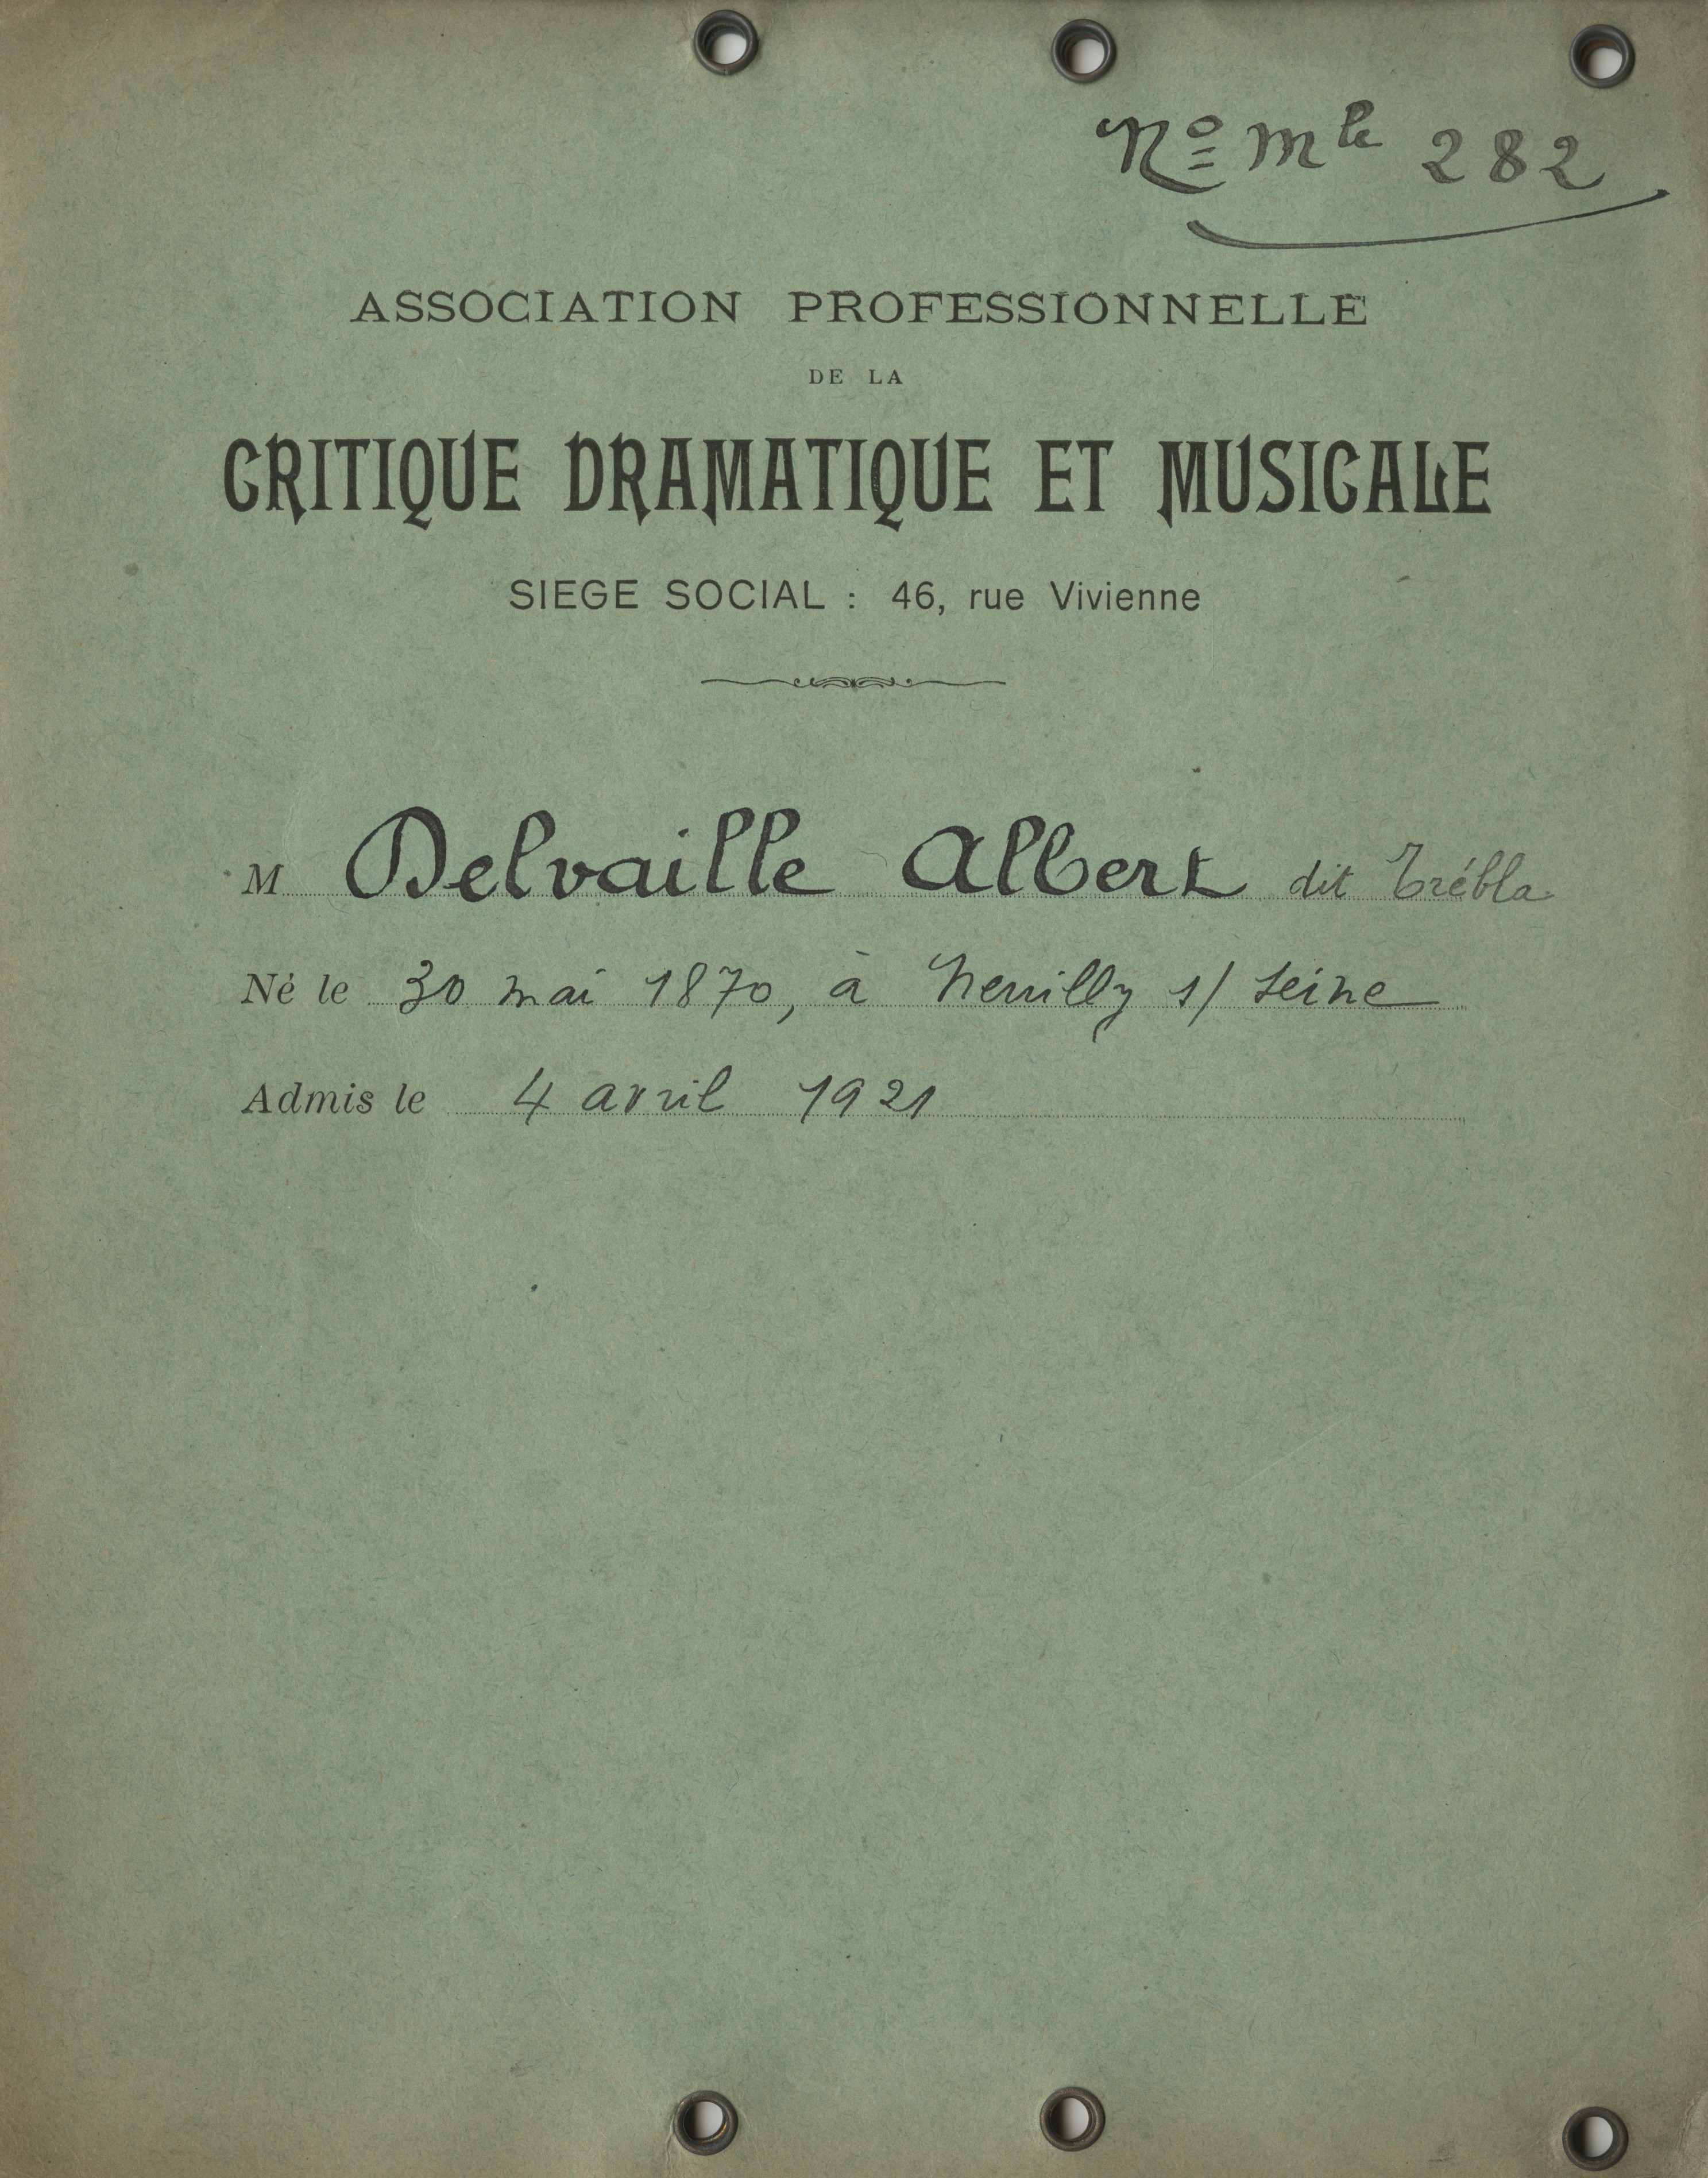 Nº Mle 282
ASSOCIATION PROFESSIONNELLE
DE LA
CRITIQUE DRAMATIQUE ET MUSICALE
SIEGE SOCIAL : 46, rue Vivienne
M Delvaille Albert dit Trébla
Né le 30 mai 1870, à Neuilly s/ Seine
Admis le 4 avril 1921